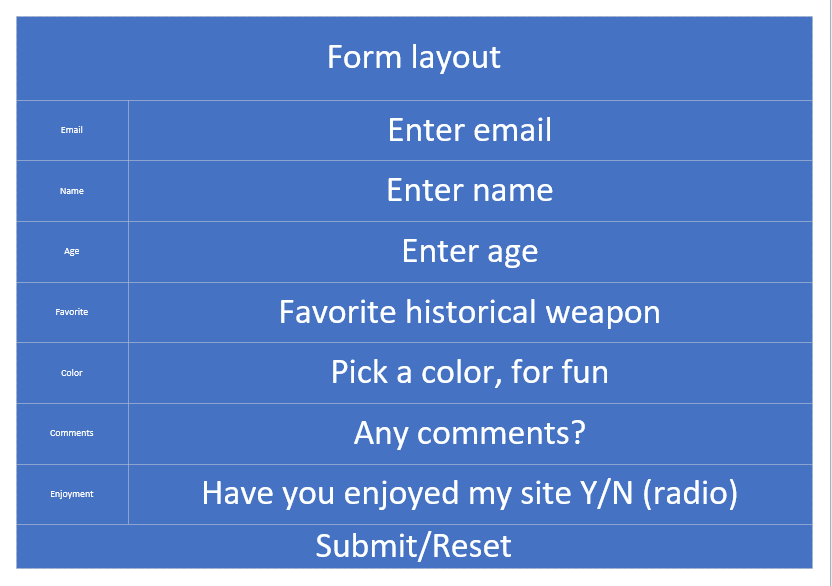 Form layout
Email
Enter email
Name
Enter name
Age
Enter age
Favorite
Favorite historical weapon
Color
Pick a color, for fun
Comments
Any comments?
Enjoyment
Have you enjoyed my site Y/N (radio)
Submit/Reset